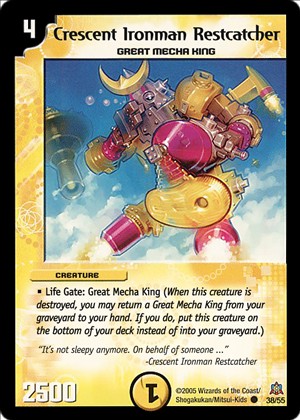 4 Crescent Ironman Restcatcher
GREAT MECHA KING
CREATURE
▪ Life Gate: Great Mecha King (When this creature is
destroyed, you may return a Great Mecha King from your
graveyard to your hand. If you do, put this creature on
the bottom of your deck instead of into your graveyard.)
"It's not sleepy anymore. On behalf of someone ..."
-Crescent Ironman Restcatcher
2500
1
©2005 Wizards of the Coast/
Shogakukan/Mitsui-Kids ● 38/55